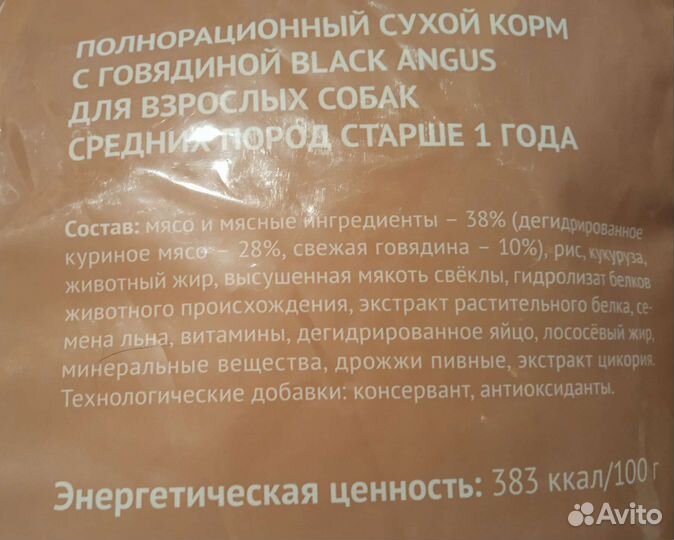 ПОЛНОРАЦИОННЫЙ СУХОЙ КОРМ
С ГОВЯДИНОЙ BLACK ANGUS
ДЛЯ ВЗРОСЛЫХ СОБАК
СРЕДНИХ ПОРОД СТАРШЕ 1 ГОДА
Состав: мясо и мясные ингредиенты – 38% (дегидрированное
куриное мясо – 28%, свежая говядина – 10%), рис, кукуруза,
животный жир, высушенная мякоть свёклы, гидролизат белков
животного происхождения, экстракт растительного белка, се-
мена льна, витамины, дегидрированное яйцо, лососёвый жир,
минеральные вещества, дрожжи пивные, экстракт цикория.
Технологические добавки: консервант, антиоксиданты.
Энергетическая ценность: 383 ккал/100 г
Avito